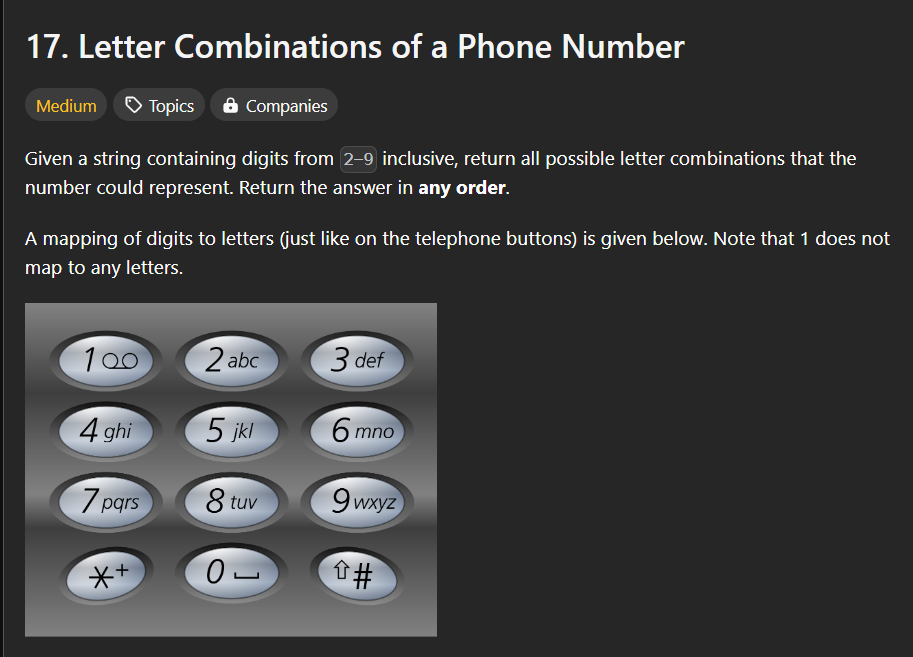 17. Letter Combinations of a Phone Number
Medium Topics Companies
Given a string containing digits from 2-9 inclusive, return all possible letter combinations that the
number could represent. Return the answer in any order.
A mapping of digits to letters (just like on the telephone buttons) is given below. Note that 1 does not
map to any letters.
1 2 abc 3 def
4 ghi 5 jkl 6 mno
7 pqrs 8 tuv 9 wxyz
* + 0 ⇧ #